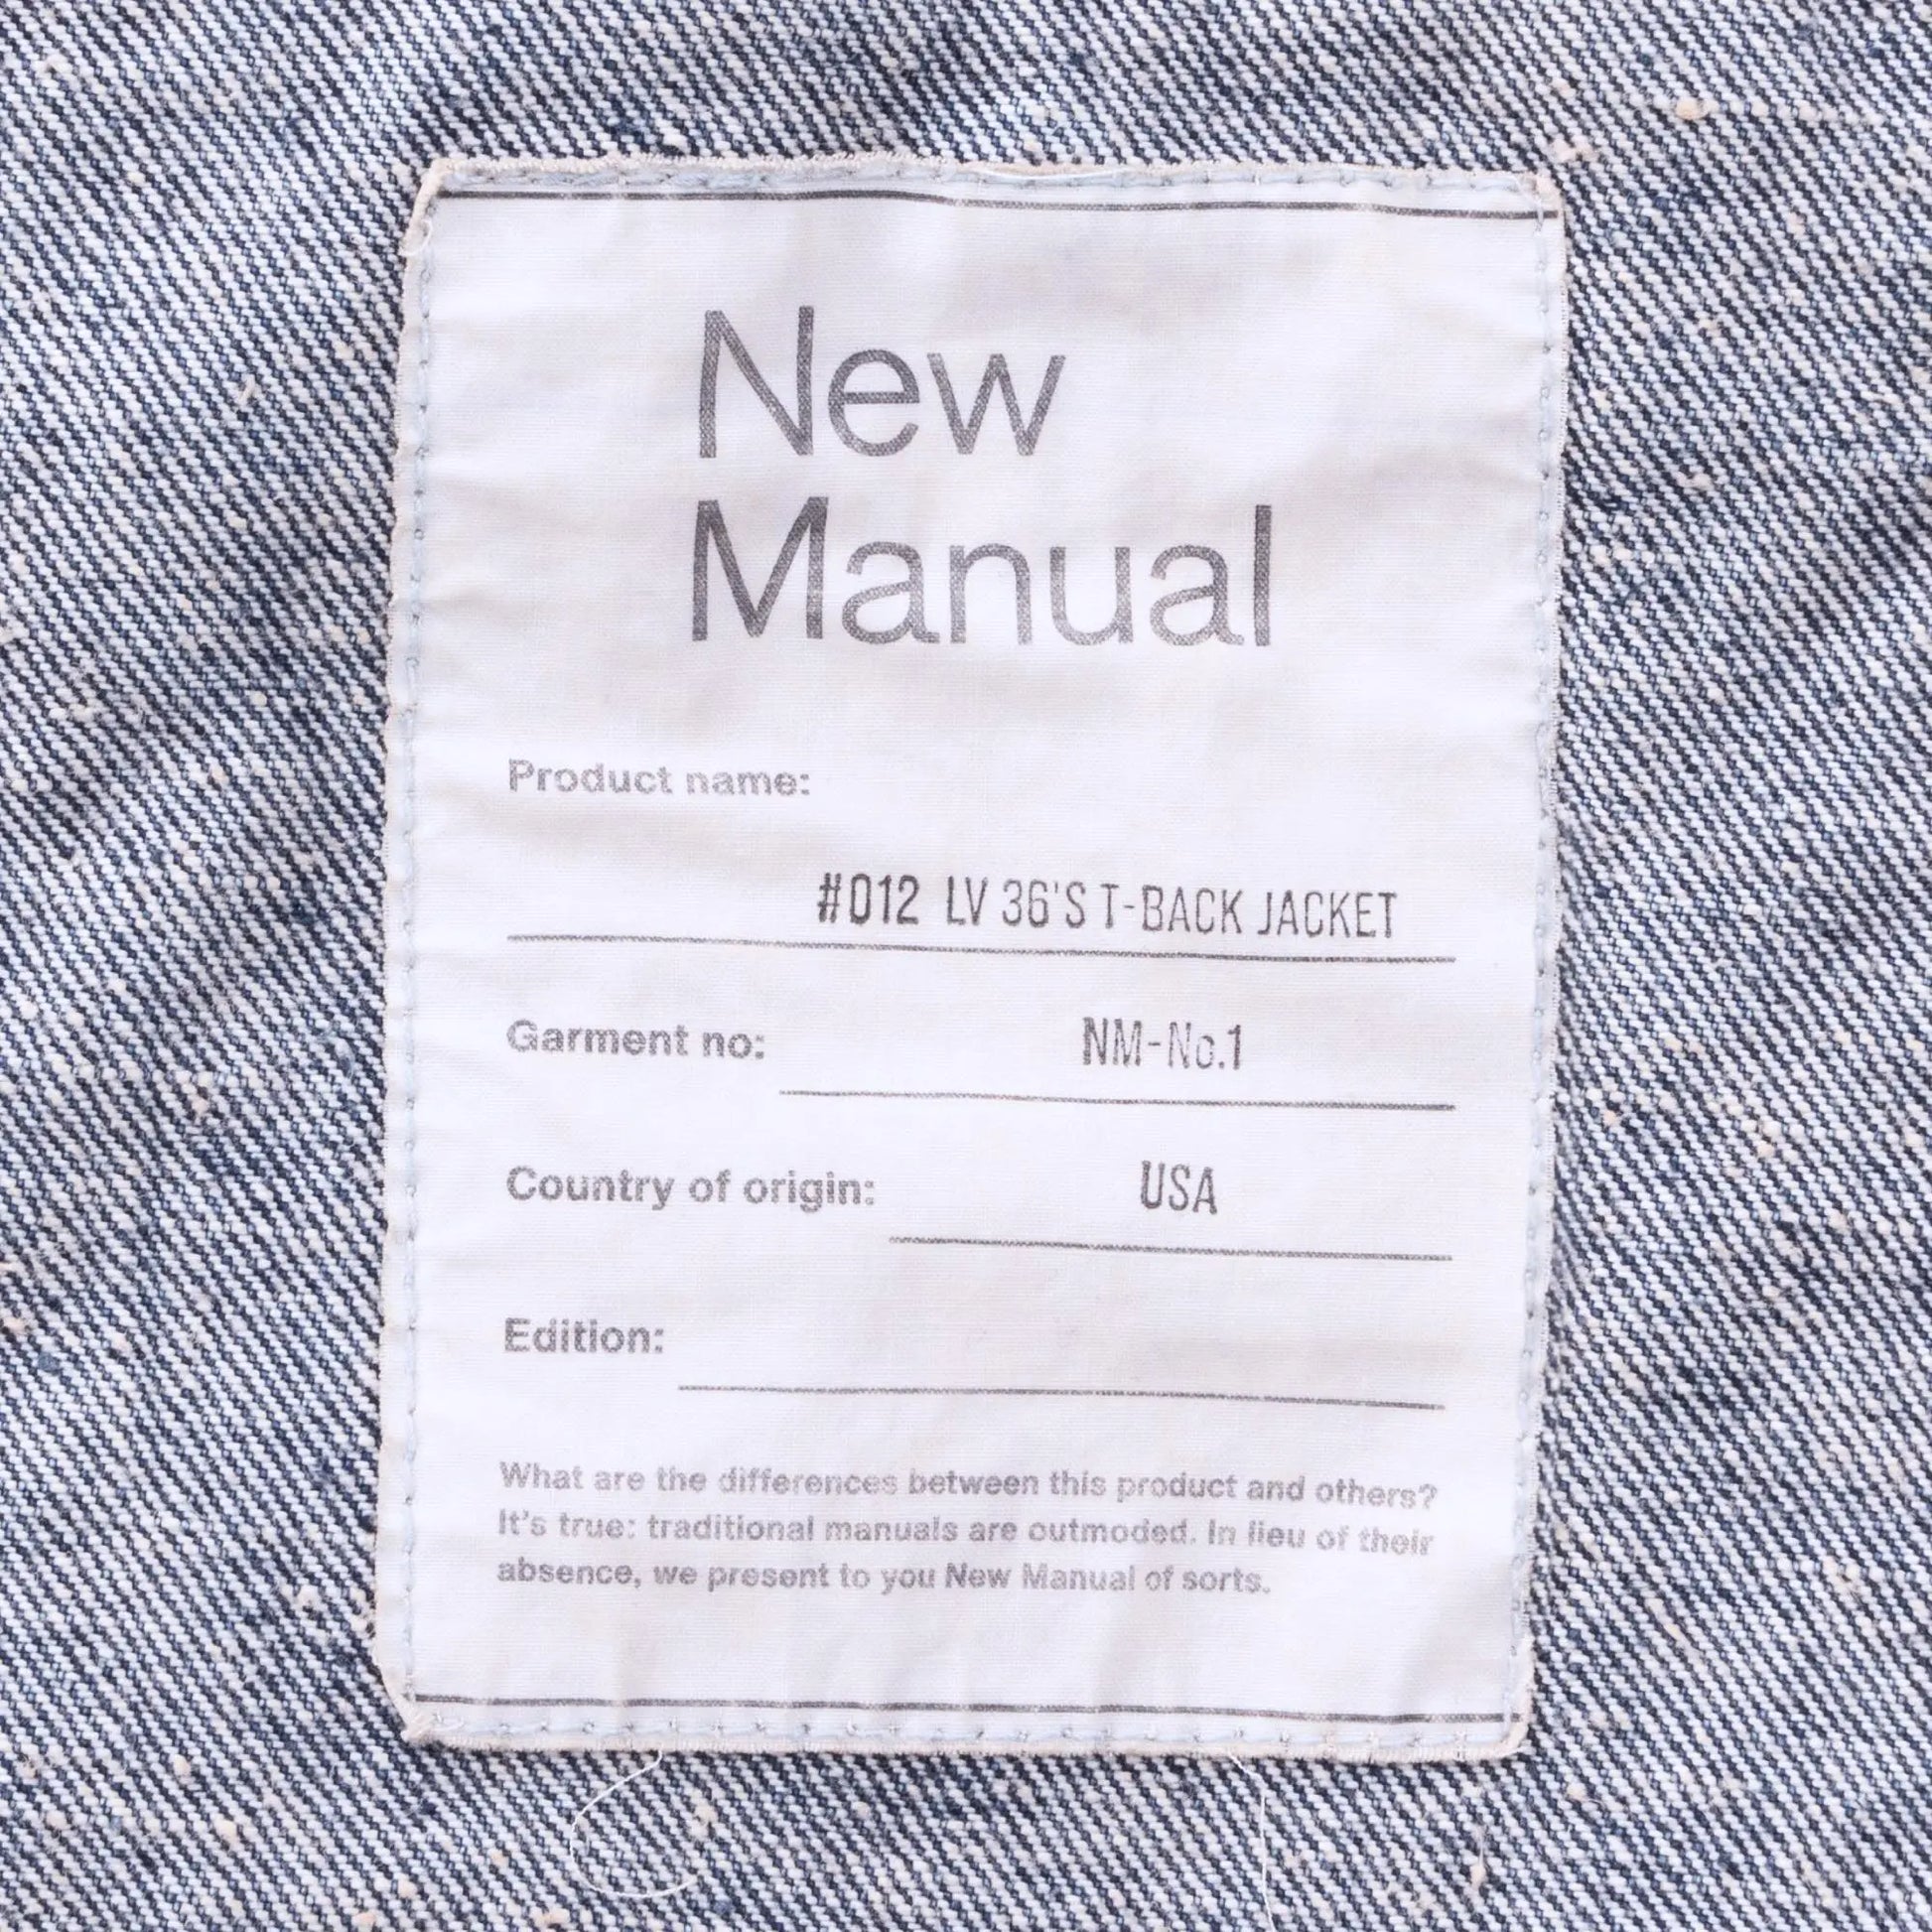 New
Manual
Product name:
#012 LV 36'S T-BACK JACKET
Garment no: NM-No.1
Country of origin: USA
Edition:
What are the differences between this product and others?
It's true: traditional manuals are outmoded. In lieu of their
absence, we present to you New Manual of sorts.